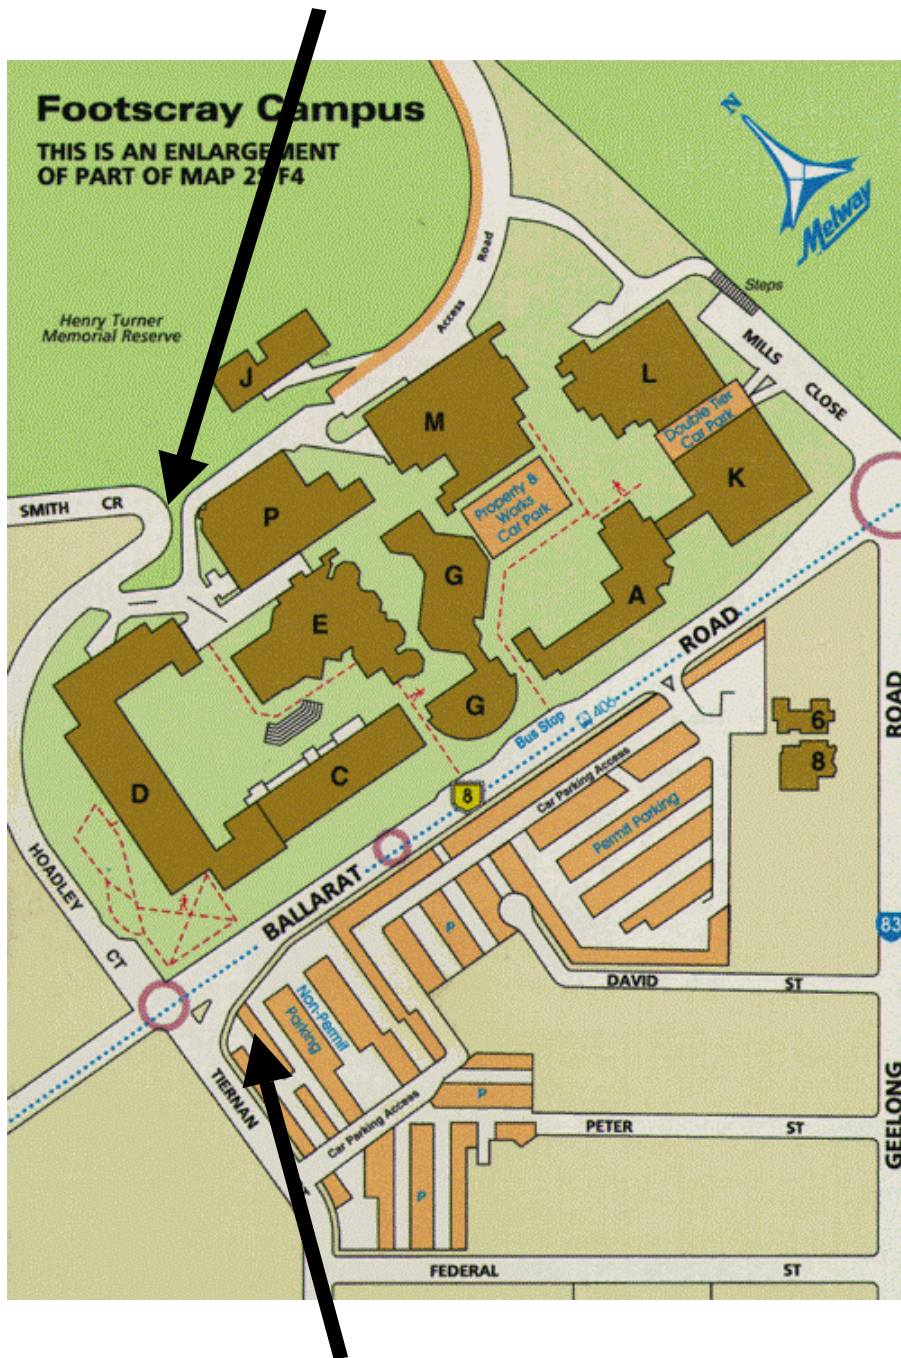 Footscray Campus
THIS IS AN ENLARGEMENT
OF PART OF MAP 29 F4
N
Melway
Steps
Henry Turner
Memorial Reserve
Access Road
MILLS CLOSE
J
L
M
Double Tier
Car Park
K
SMITH CR
P
Property &
Works
Car Park
G
A
E
ROAD
ROAD
G
6
Bus Stop
406
8
D
C
8
Car Parking Access
Permit Parking
HOADLEY CT
BALLARAT
P
83
DAVID ST
Non-Permit
Parking
TIERNAN
Car Parking Access
P
GEELONG
PETER ST
P
FEDERAL ST